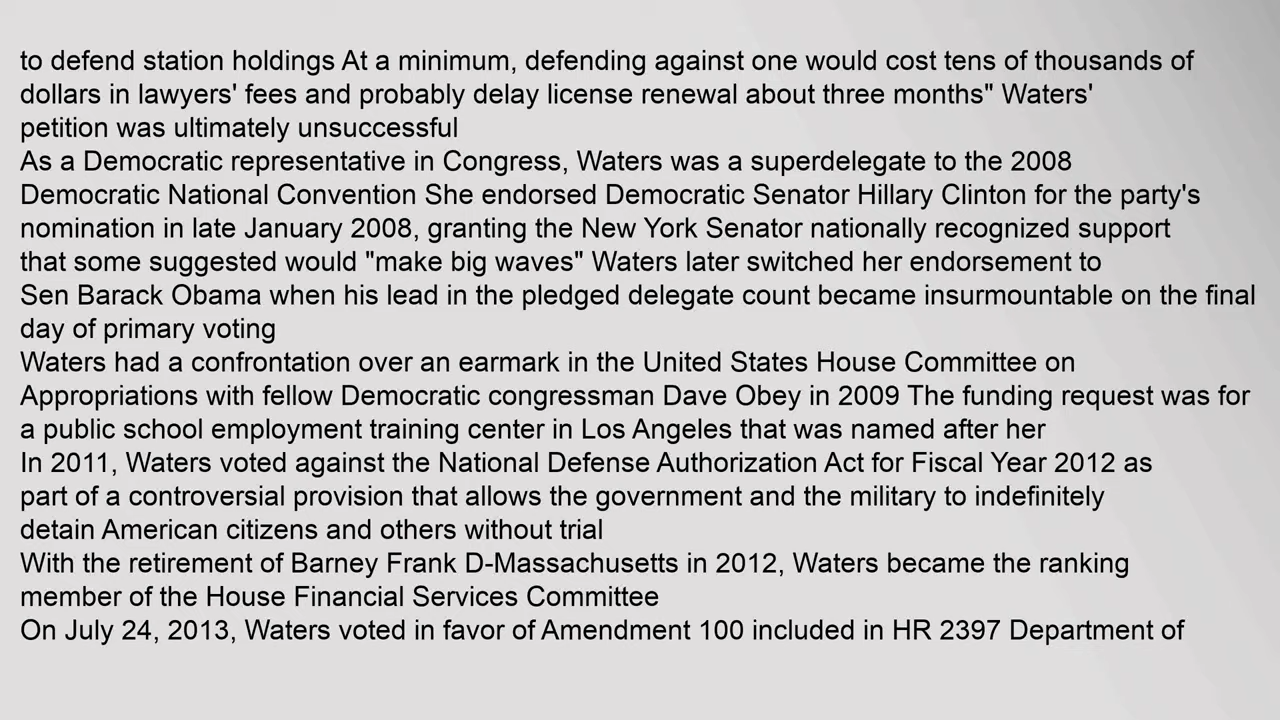 to defend station holdings At a minimum, defending against one would cost tens of thousands of
dollars in lawyers' fees and probably delay license renewal about three months" Waters'
petition was ultimately unsuccessful
As a Democratic representative in Congress, Waters was a superdelegate to the 2008
Democratic National Convention She endorsed Democratic Senator Hillary Clinton for the party's
nomination in late January 2008, granting the New York Senator nationally recognized support
that some suggested would "make big waves" Waters later switched her endorsement to
Sen Barack Obama when his lead in the pledged delegate count became insurmountable on the final
day of primary voting
Waters had a confrontation over an earmark in the United States House Committee on
Appropriations with fellow Democratic congressman Dave Obey in 2009 The funding request was for
a public school employment training center in Los Angeles that was named after her
In 2011, Waters voted against the National Defense Authorization Act for Fiscal Year 2012 as
part of a controversial provision that allows the government and the military to indefinitely
detain American citizens and others without trial
With the retirement of Barney Frank D-Massachusetts in 2012, Waters became the ranking
member of the House Financial Services Committee
On July 24, 2013, Waters voted in favor of Amendment 100 included in HR 2397 Department of